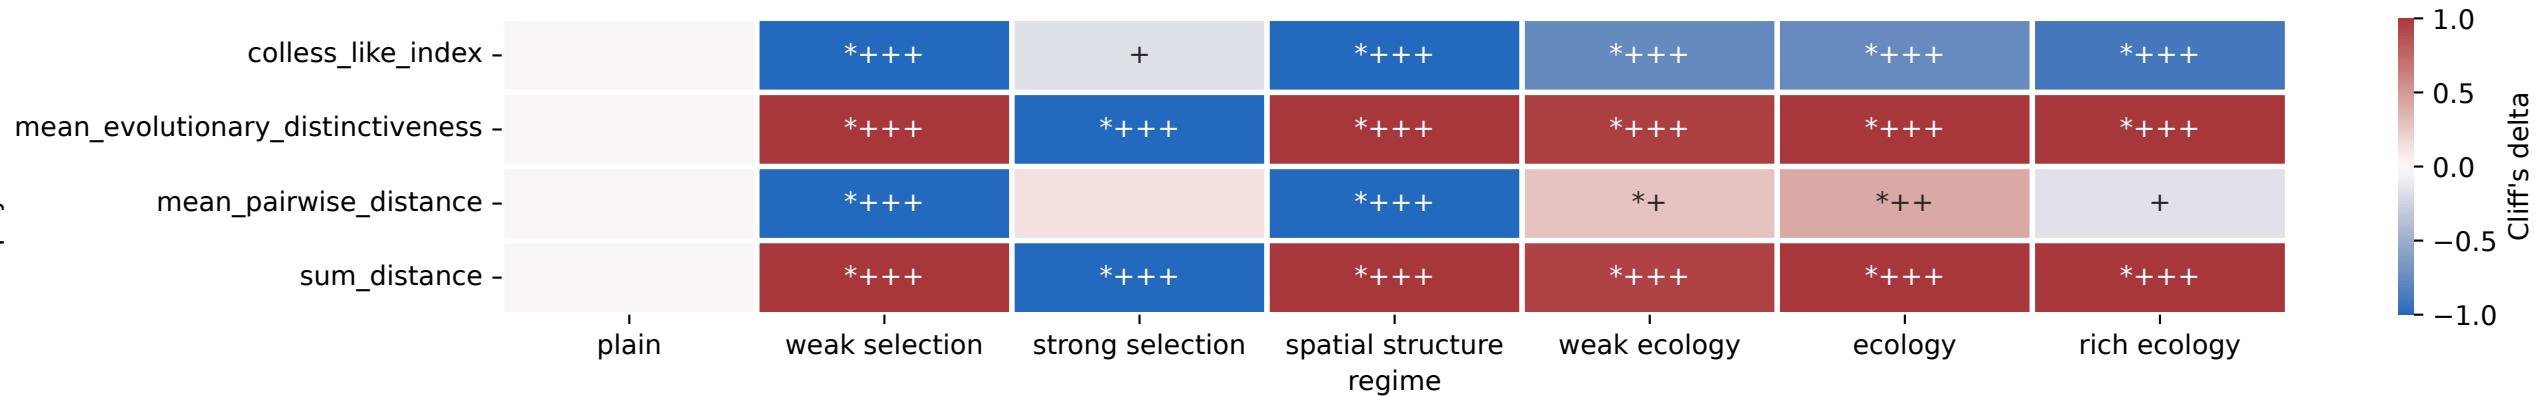 colless_like_index *+++ + *+++ *+++ *+++ *+++
mean_evolutionary_distinctiveness *+++ *+++ *+++ *+++ *+++ *+++
mean_pairwise_distance *+++ *+++ *+ *++ +
sum_distance *+++ *+++ *+++ *+++ *+++ *+++
plain weak selection strong selection spatial structure weak ecology ecology rich ecology
regime
1.0
0.5
0.0
−0.5
−1.0
Cliff's delta